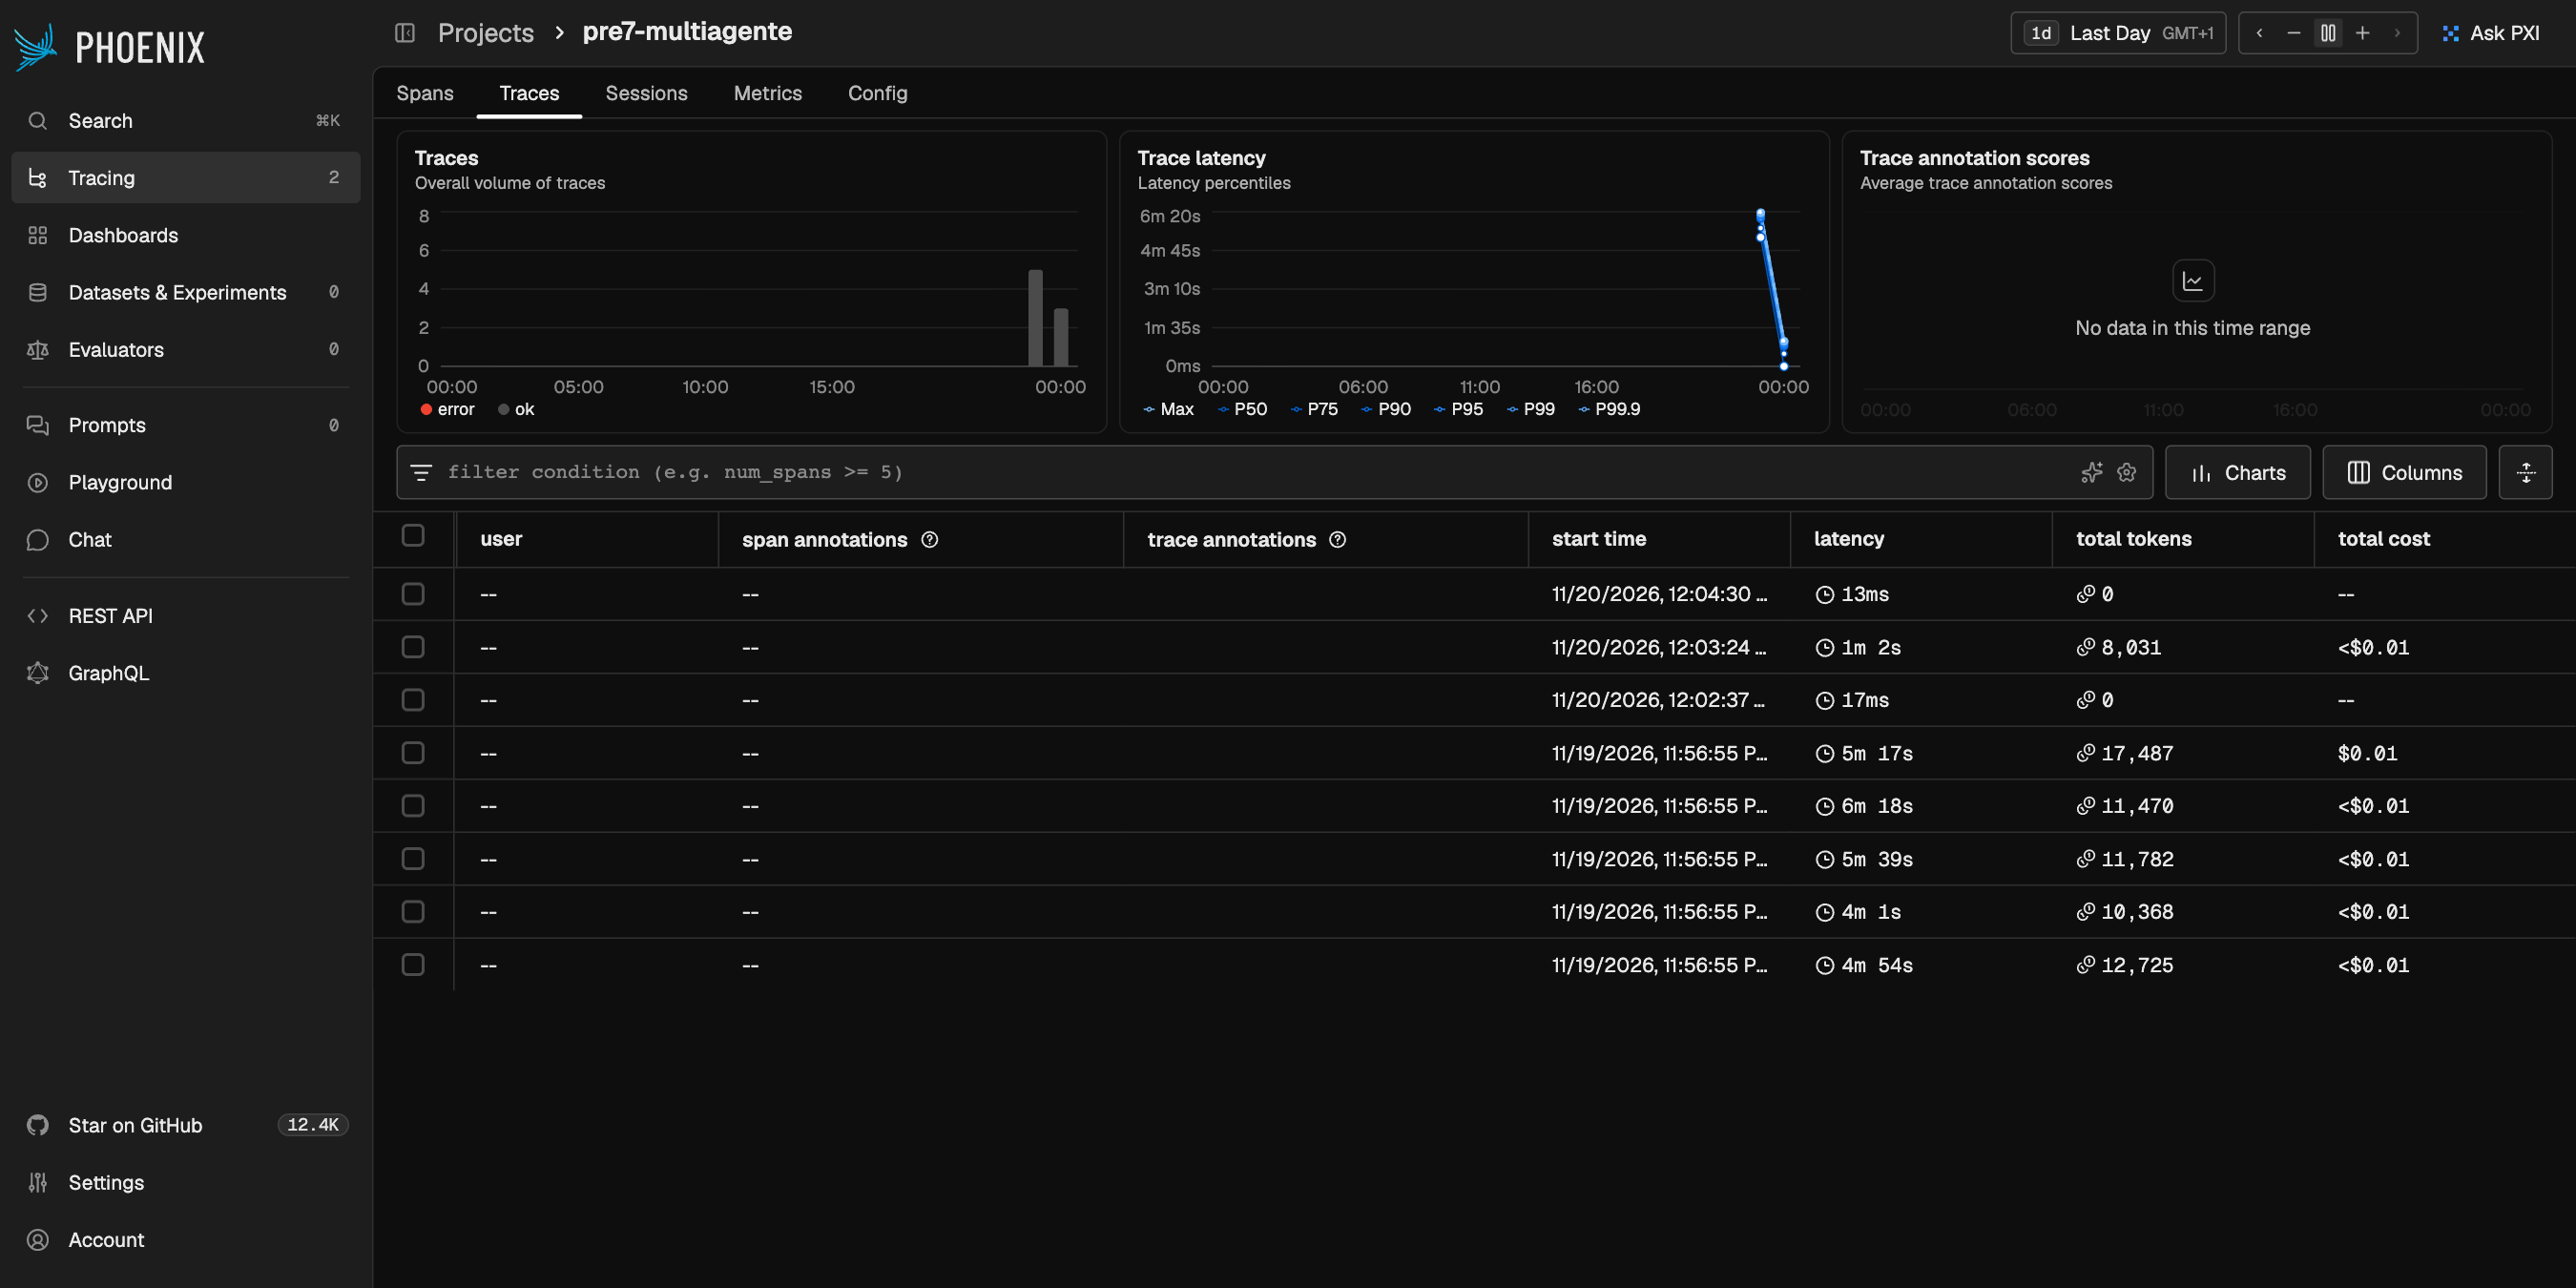 PHOENIX
Search ⌘K
Tracing 2
Dashboards
Datasets & Experiments 0
Evaluators 0
Prompts 0
Playground
Chat
REST API
GraphQL
Star on GitHub 12.4K
Settings
Account
Projects › pre7-multiagente
1d Last Day GMT+1
Ask PXI
Spans Traces Sessions Metrics Config
Traces
Overall volume of traces
8
6
4
2
0
00:00 05:00 10:00 15:00 00:00
error ok
Trace latency
Latency percentiles
6m 20s
4m 45s
3m 10s
1m 35s
0ms
00:00 06:00 11:00 16:00 00:00
Max P50 P75 P90 P95 P99 P99.9
Trace annotation scores
Average trace annotation scores
No data in this time range
00:00 06:00 11:00 16:00 00:00
filter condition (e.g. num_spans >= 5)
Charts
Columns
user span annotations trace annotations start time latency total tokens total cost
-- -- 11/20/2026, 12:04:30 ... 13ms 0 --
-- -- 11/20/2026, 12:03:24 ... 1m 2s 8,031 <$0.01
-- -- 11/20/2026, 12:02:37 ... 17ms 0 --
-- -- 11/19/2026, 11:56:55 P... 5m 17s 17,487 $0.01
-- -- 11/19/2026, 11:56:55 P... 6m 18s 11,470 <$0.01
-- -- 11/19/2026, 11:56:55 P... 5m 39s 11,782 <$0.01
-- -- 11/19/2026, 11:56:55 P... 4m 1s 10,368 <$0.01
-- -- 11/19/2026, 11:56:55 P... 4m 54s 12,725 <$0.01